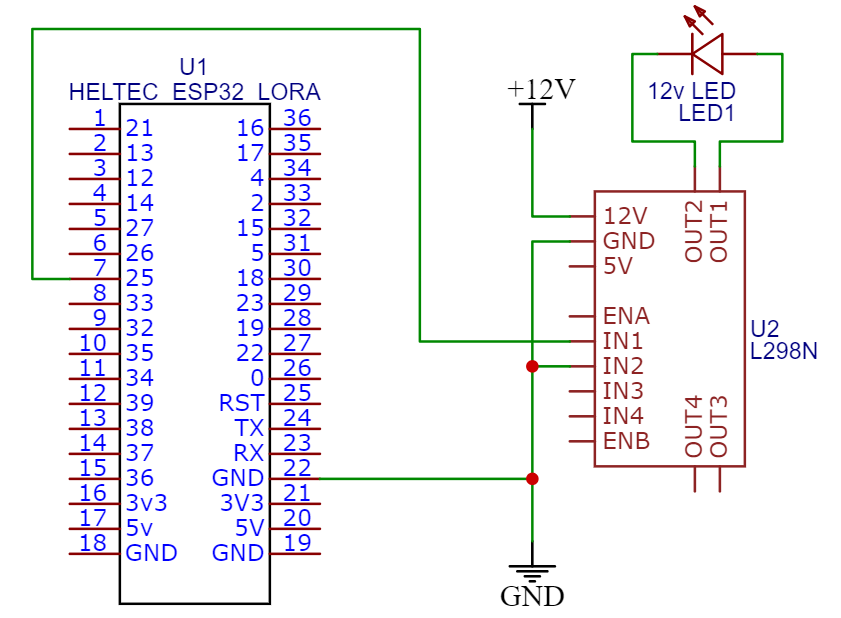 U1
HELTEC ESP32 LORA
1 21 16 36
2 13 17 35
3 12 4 34
4 14 2 33
5 27 15 32
6 26 5 31
7 25 18 30
8 33 23 29
9 32 19 28
10 35 22 27
11 34 0 26
12 39 RST 25
13 38 TX 24
14 37 RX 23
15 36 GND 22
16 3v3 3V3 21
17 5v 5V 20
18 GND GND 19
+12V
GND
12v LED
LED1
OUT2
OUT1
12V
GND
5V
ENA
IN1
IN2
IN3
IN4
ENB
OUT4
OUT3
U2
L298N